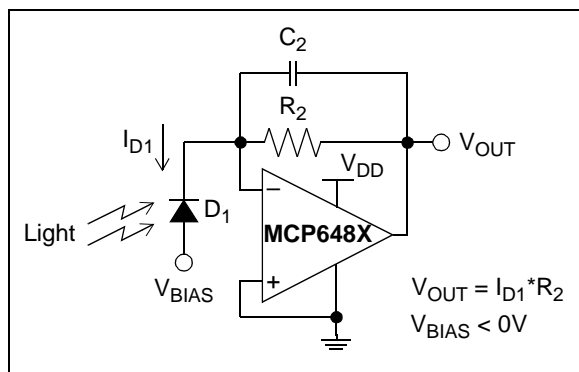 C2
R2
ID1
VOUT
VDD
−
D1
Light
MCP648X
VBIAS
+
VOUT = ID1*R2
VBIAS < 0V